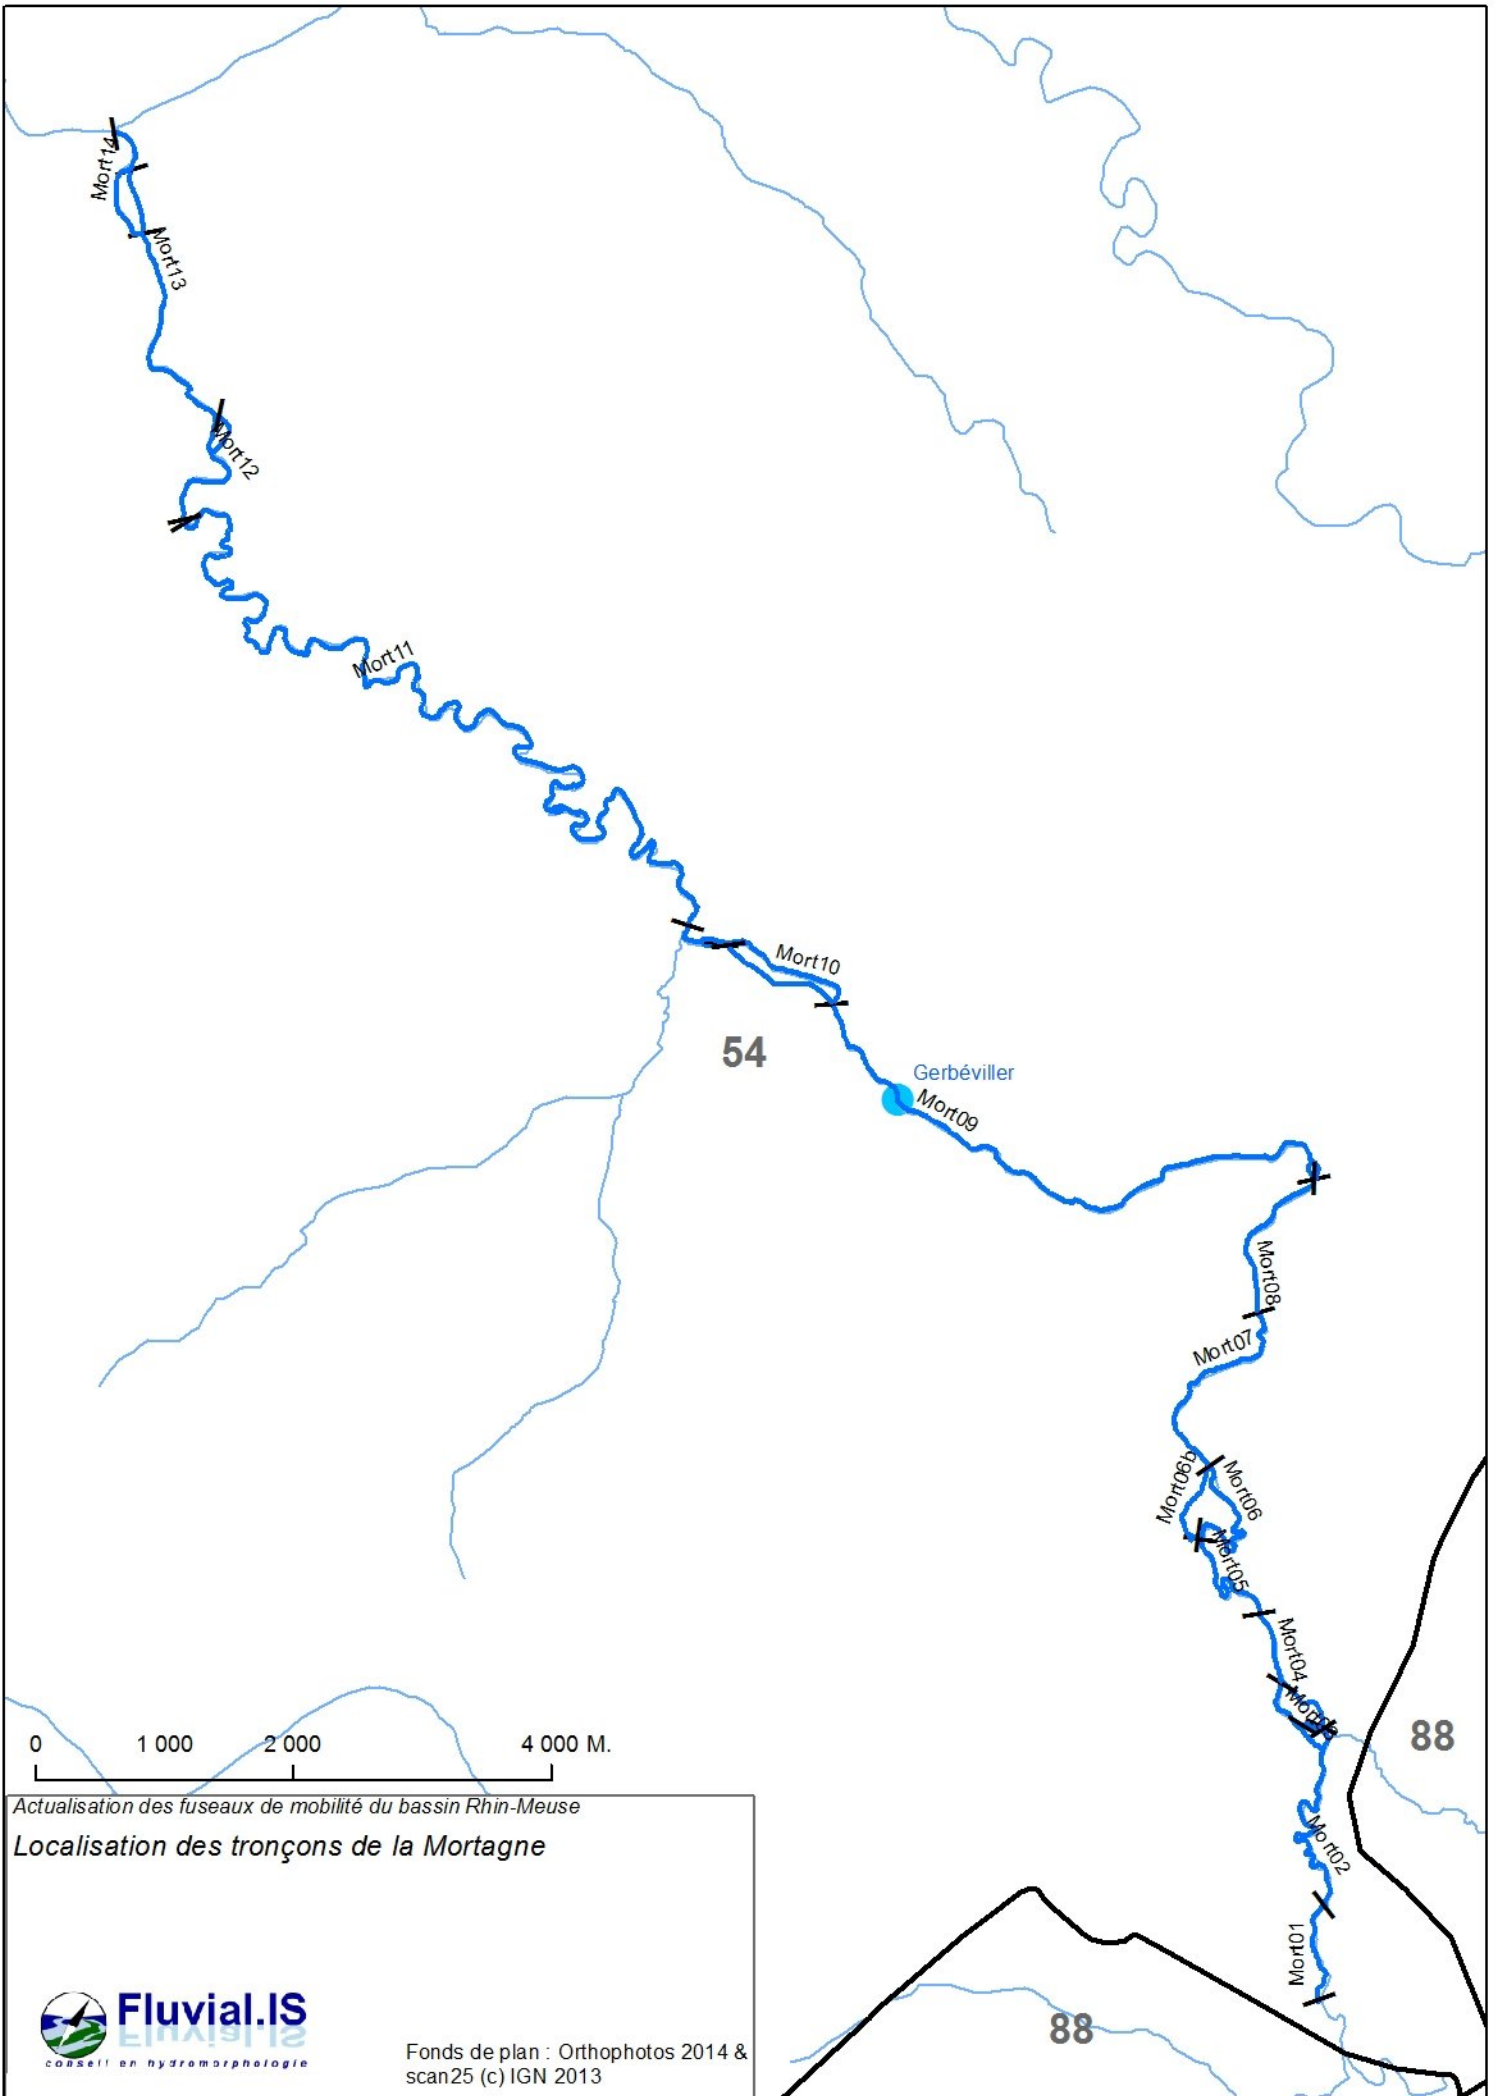 Mort14
Mort13
Mort12
Mort11
Mort10
54
Gerbéviller
Mort09
Mort08
Mort07
Mort06b
Mort06
Mort05
Mort04
88
0 1 000 2 000 4 000 M.
Actualisation des fuseaux de mobilité du bassin Rhin-Meuse
Localisation des tronçons de la Mortagne
Mort02
Mort01
Fluvial.IS
conseil en hydromorphologie
88
Fonds de plan : Orthophotos 2014 &
scan25 (c) IGN 2013